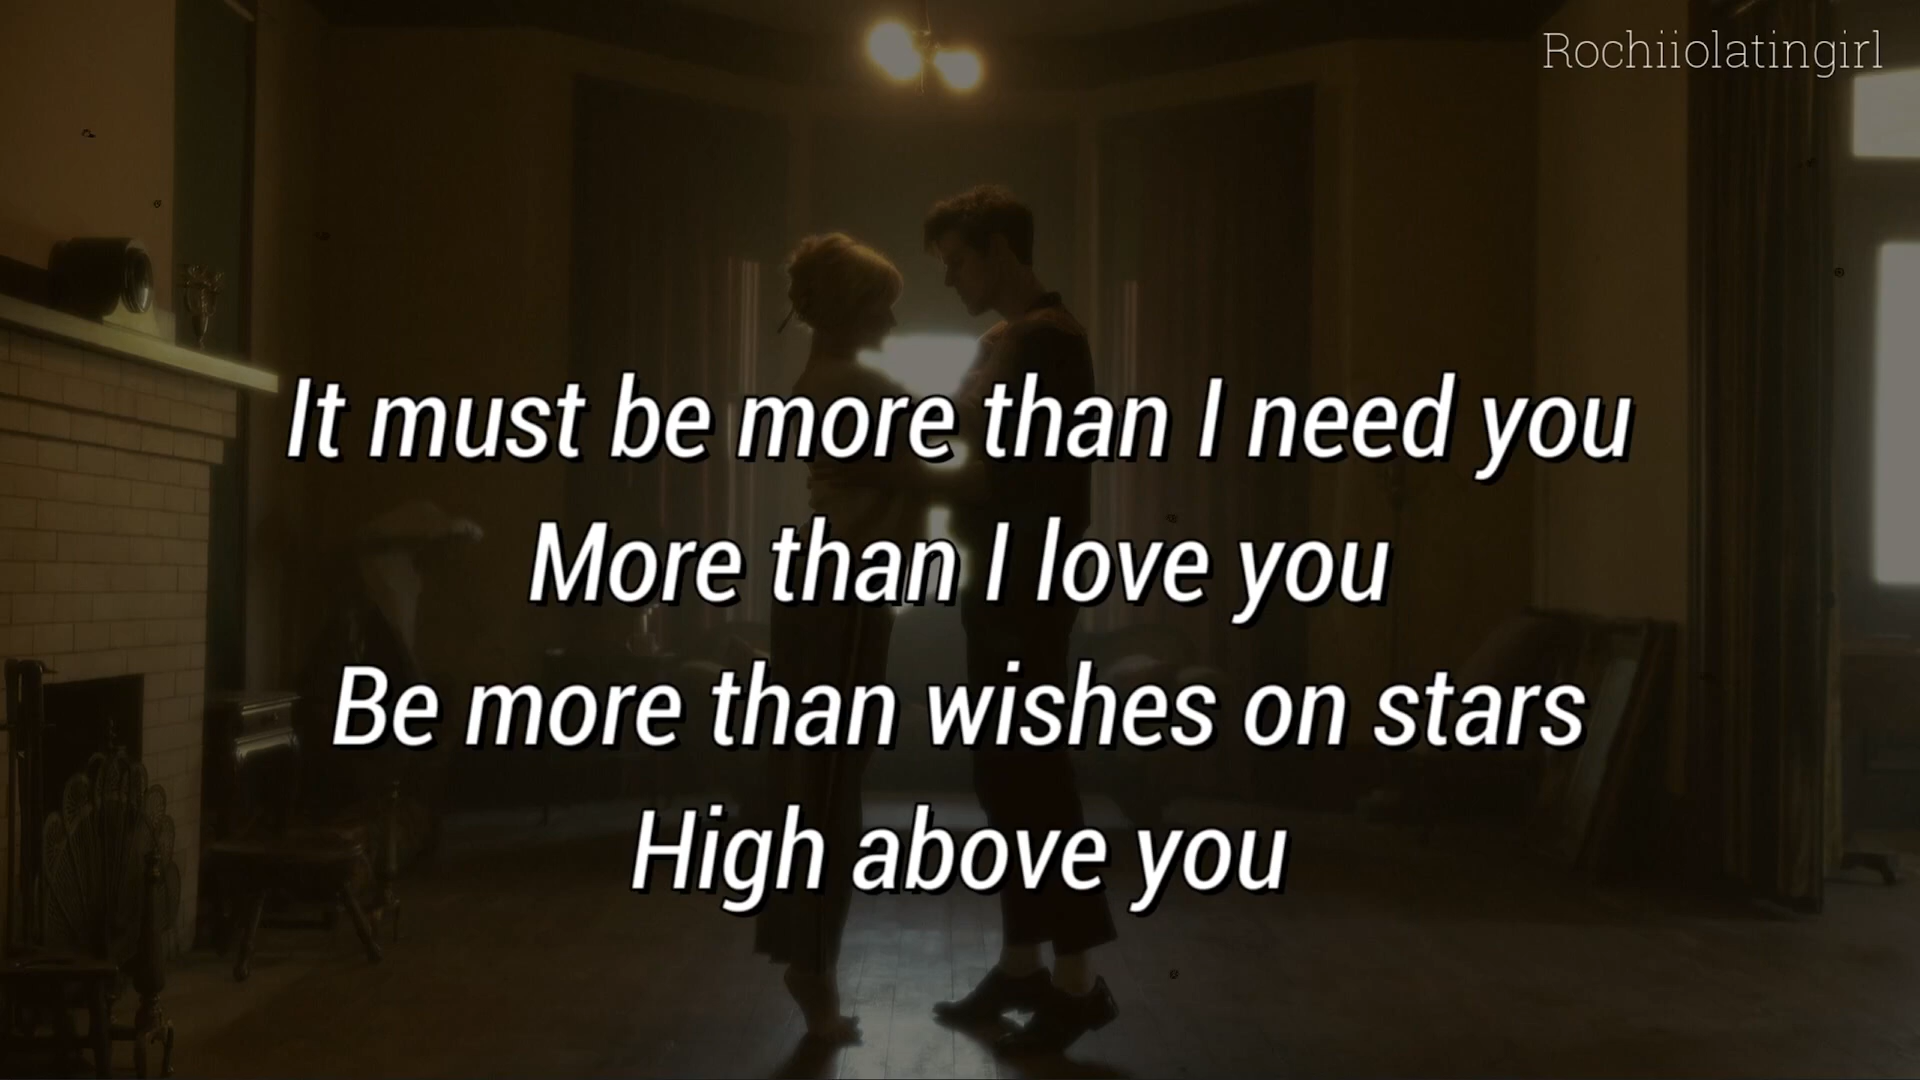 Rochiiolatingirl
It must be more than I need you
More than I love you
Be more than wishes on stars
High above you